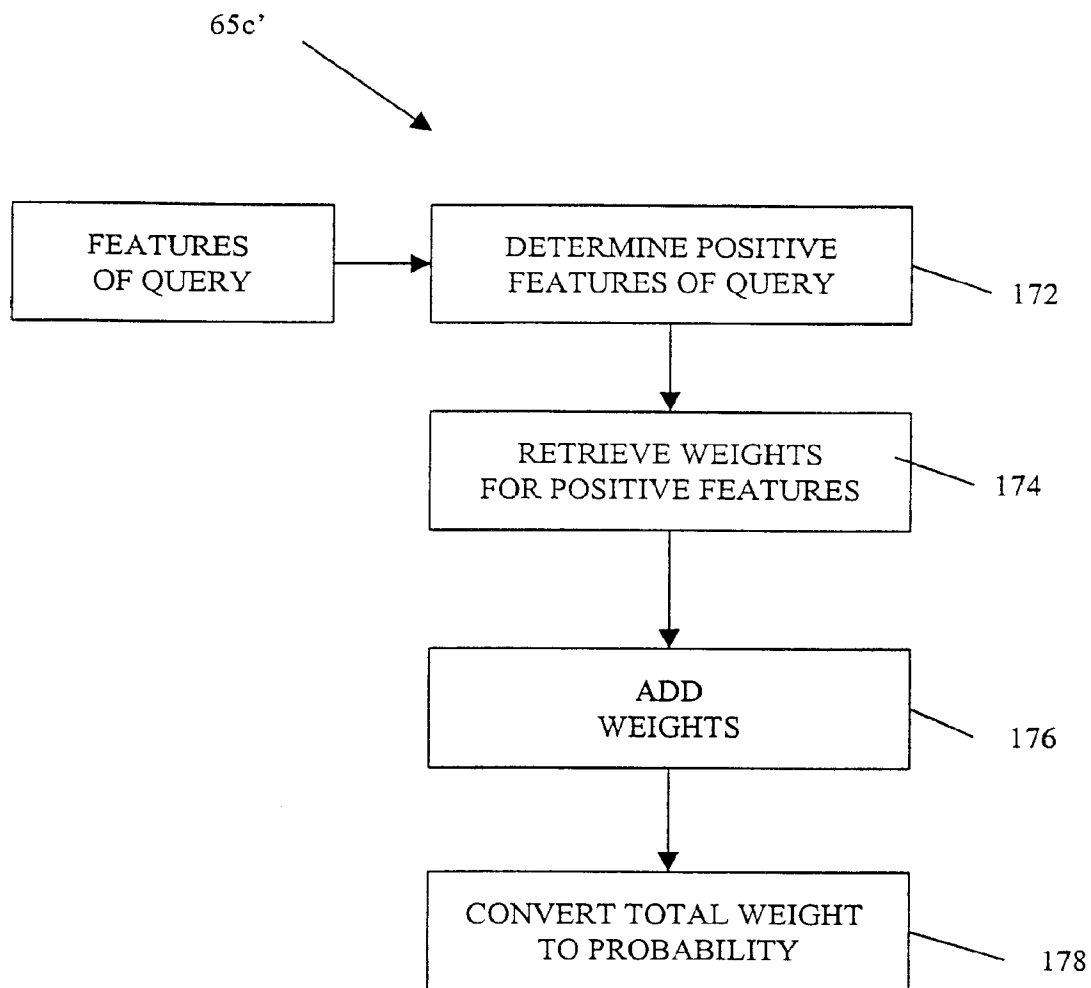 65c’
FEATURES
OF QUERY
DETERMINE POSITIVE
FEATURES OF QUERY
172
RETRIEVE WEIGHTS
FOR POSITIVE FEATURES
174
ADD
WEIGHTS
176
CONVERT TOTAL WEIGHT
TO PROBABILITY
178